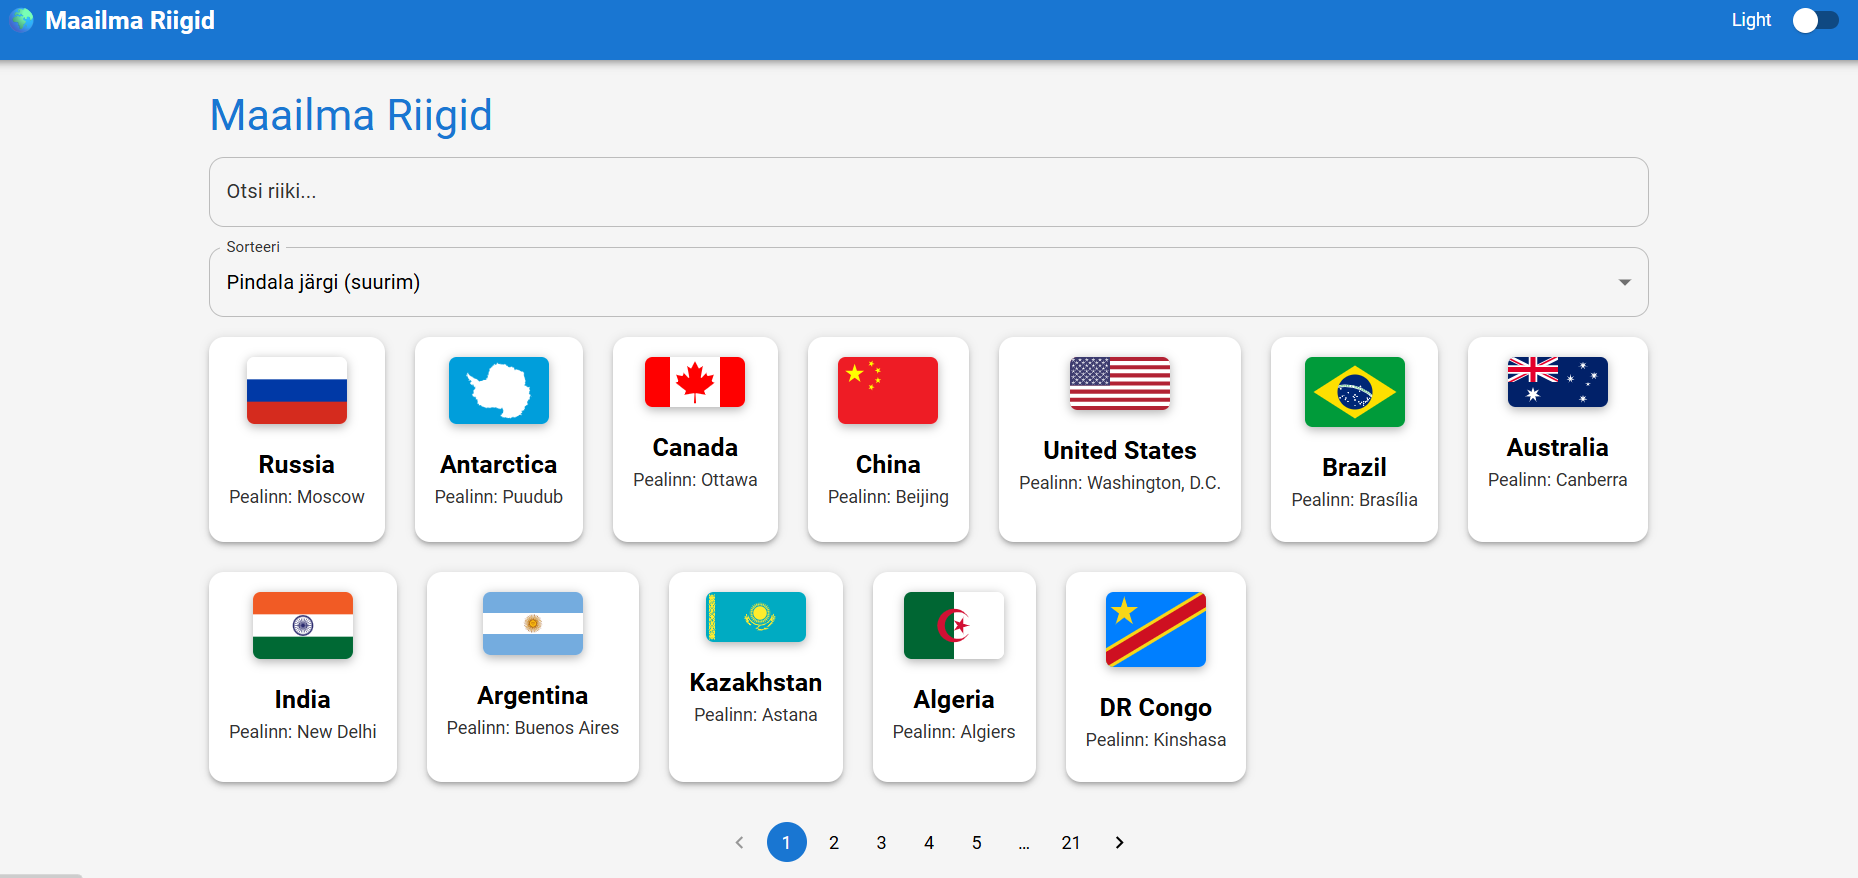 Maailma Riigid
Light
Maailma Riigid
Otsi riiki...
Sorteeri
Pindala järgi (suurim)
Russia
Pealinn: Moscow
Antarctica
Pealinn: Puudub
Canada
Pealinn: Ottawa
China
Pealinn: Beijing
United States
Pealinn: Washington, D.C.
Brazil
Pealinn: Brasília
Australia
Pealinn: Canberra
India
Pealinn: New Delhi
Argentina
Pealinn: Buenos Aires
Kazakhstan
Pealinn: Astana
Algeria
Pealinn: Algiers
DR Congo
Pealinn: Kinshasa
1 2 3 4 5 ... 21